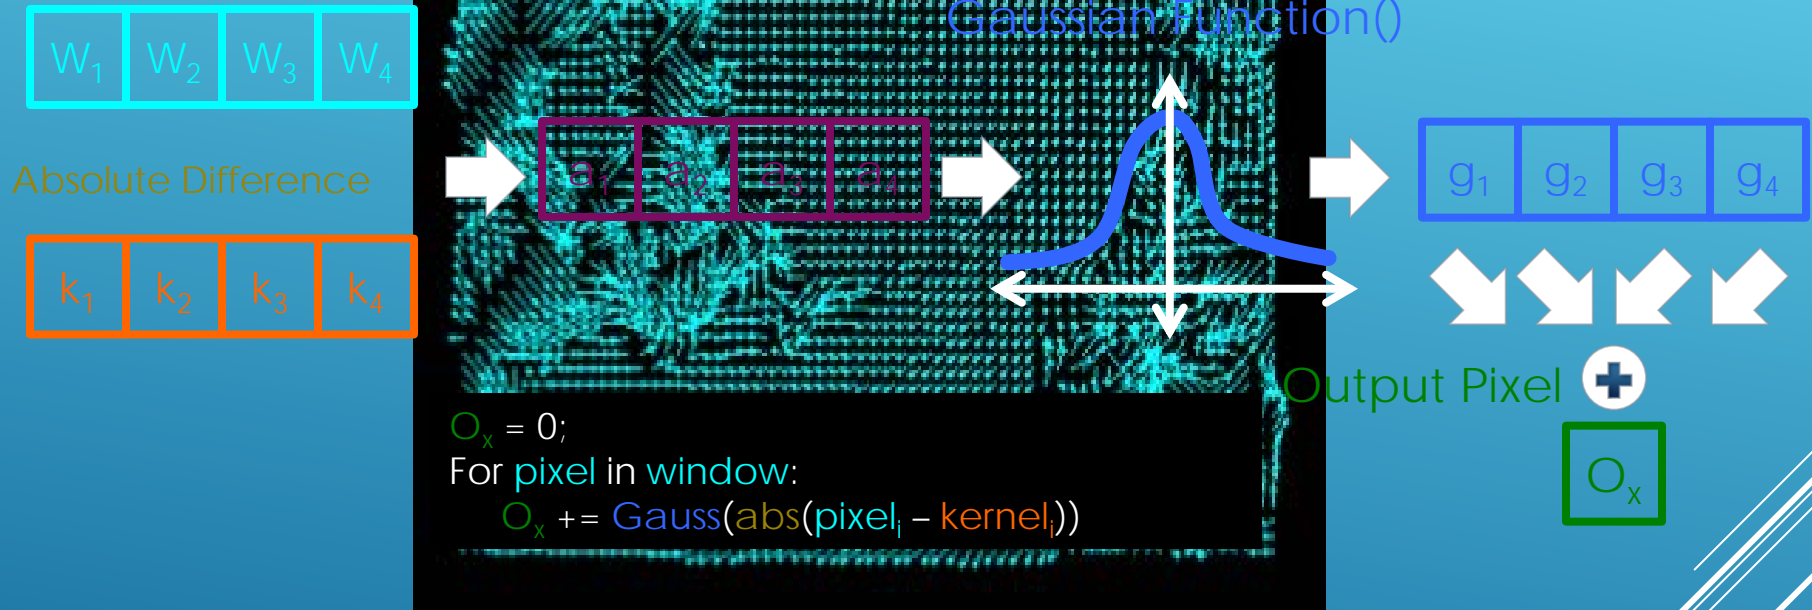 Gaussian Function()
W₁ W₂ W₃ W₄
Absolute Difference
a₁ a₂ a₃ a₄
g₁ g₂ g₃ g₄
k₁ k₂ k₃ k₄
Output Pixel
Oₓ
Oₓ = 0;
For pixel in window:
Oₓ += Gauss(abs(pixelᵢ – kernelᵢ))